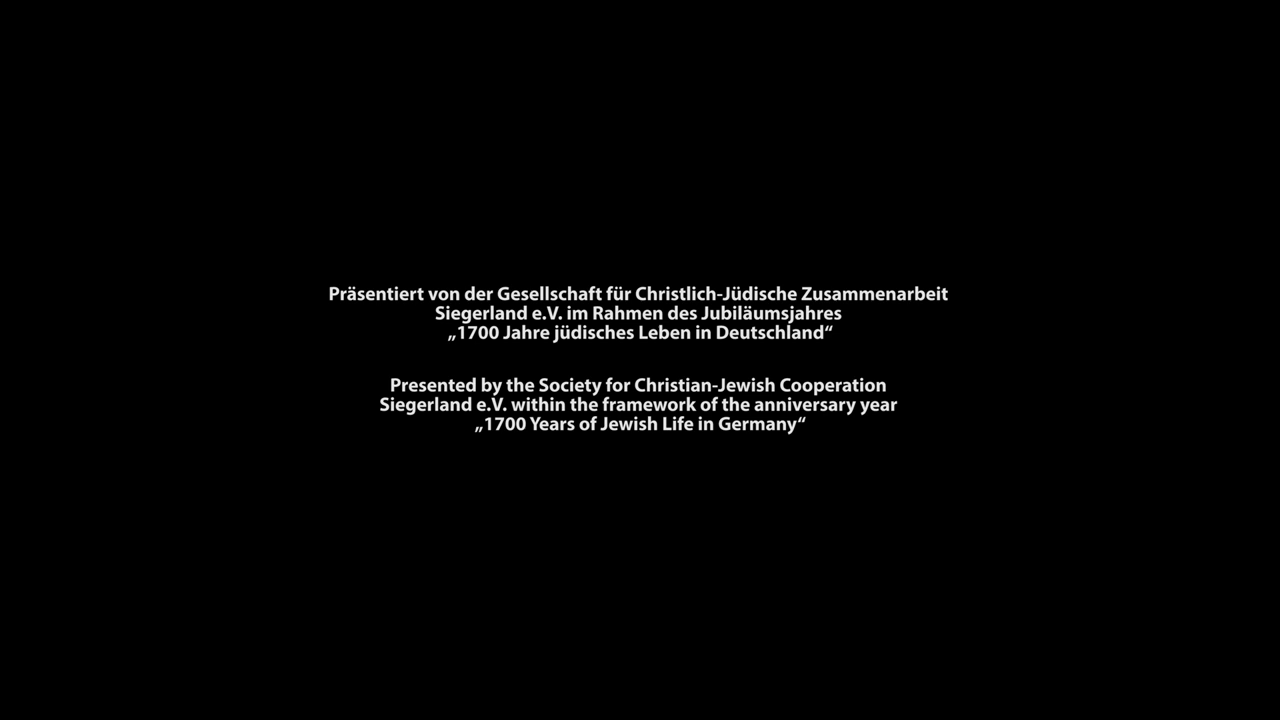 Präsentiert von der Gesellschaft für Christlich-Jüdische Zusammenarbeit
Siegerland e.V. im Rahmen des Jubiläumsjahres
„1700 Jahre jüdisches Leben in Deutschland“
Presented by the Society for Christian-Jewish Cooperation
Siegerland e.V. within the framework of the anniversary year
„1700 Years of Jewish Life in Germany“